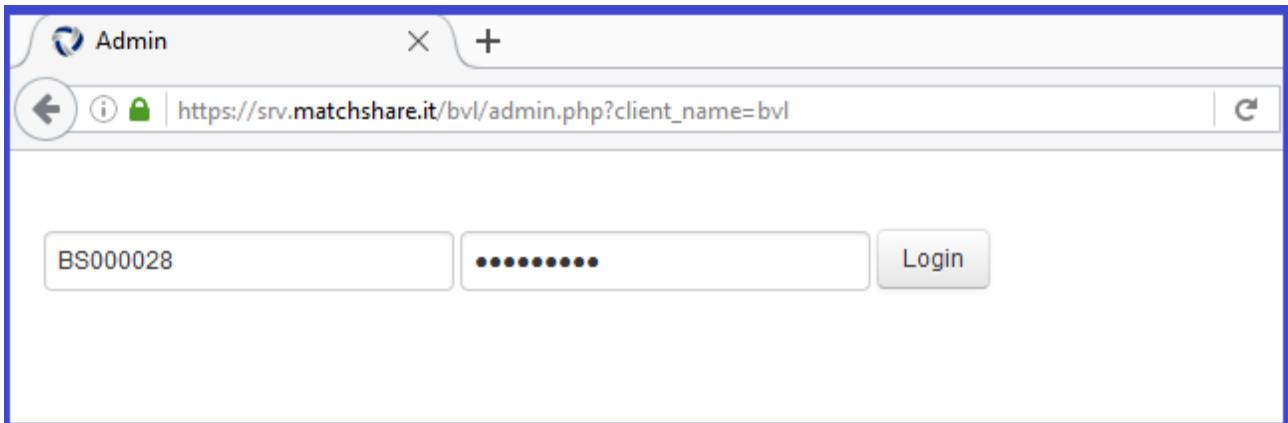 Admin
https://srv.matchshare.it/bvl/admin.php?client_name=bvl
BS000028 ●●●●●●●●● Login